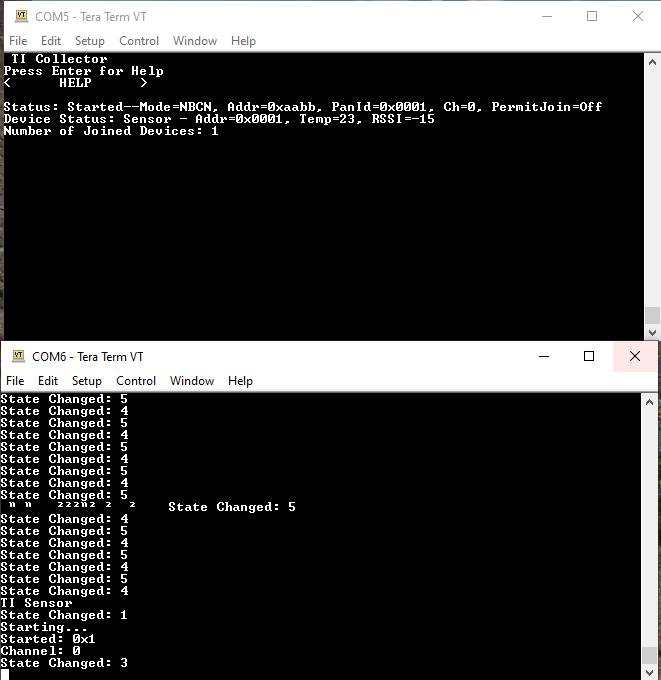 COM5 - Tera Term VT
File Edit Setup Control Window Help
TI Collector
Press Enter for Help
< HELP >
Status: Started--Mode=NBCN, Addr=0xaabb, PanId=0x0001, Ch=0, PermitJoin=Off
Device Status: Sensor - Addr=0x0001, Temp=23, RSSI=-15
Number of Joined Devices: 1
COM6 - Tera Term VT
File Edit Setup Control Window Help
State Changed: 5
State Changed: 4
State Changed: 5
State Changed: 4
State Changed: 5
State Changed: 4
State Changed: 5
State Changed: 4
State Changed: 5
State Changed: 5
State Changed: 4
State Changed: 5
State Changed: 4
State Changed: 5
State Changed: 4
State Changed: 5
State Changed: 4
TI Sensor
State Changed: 1
Starting...
Started: 0x1
Channel: 0
State Changed: 3